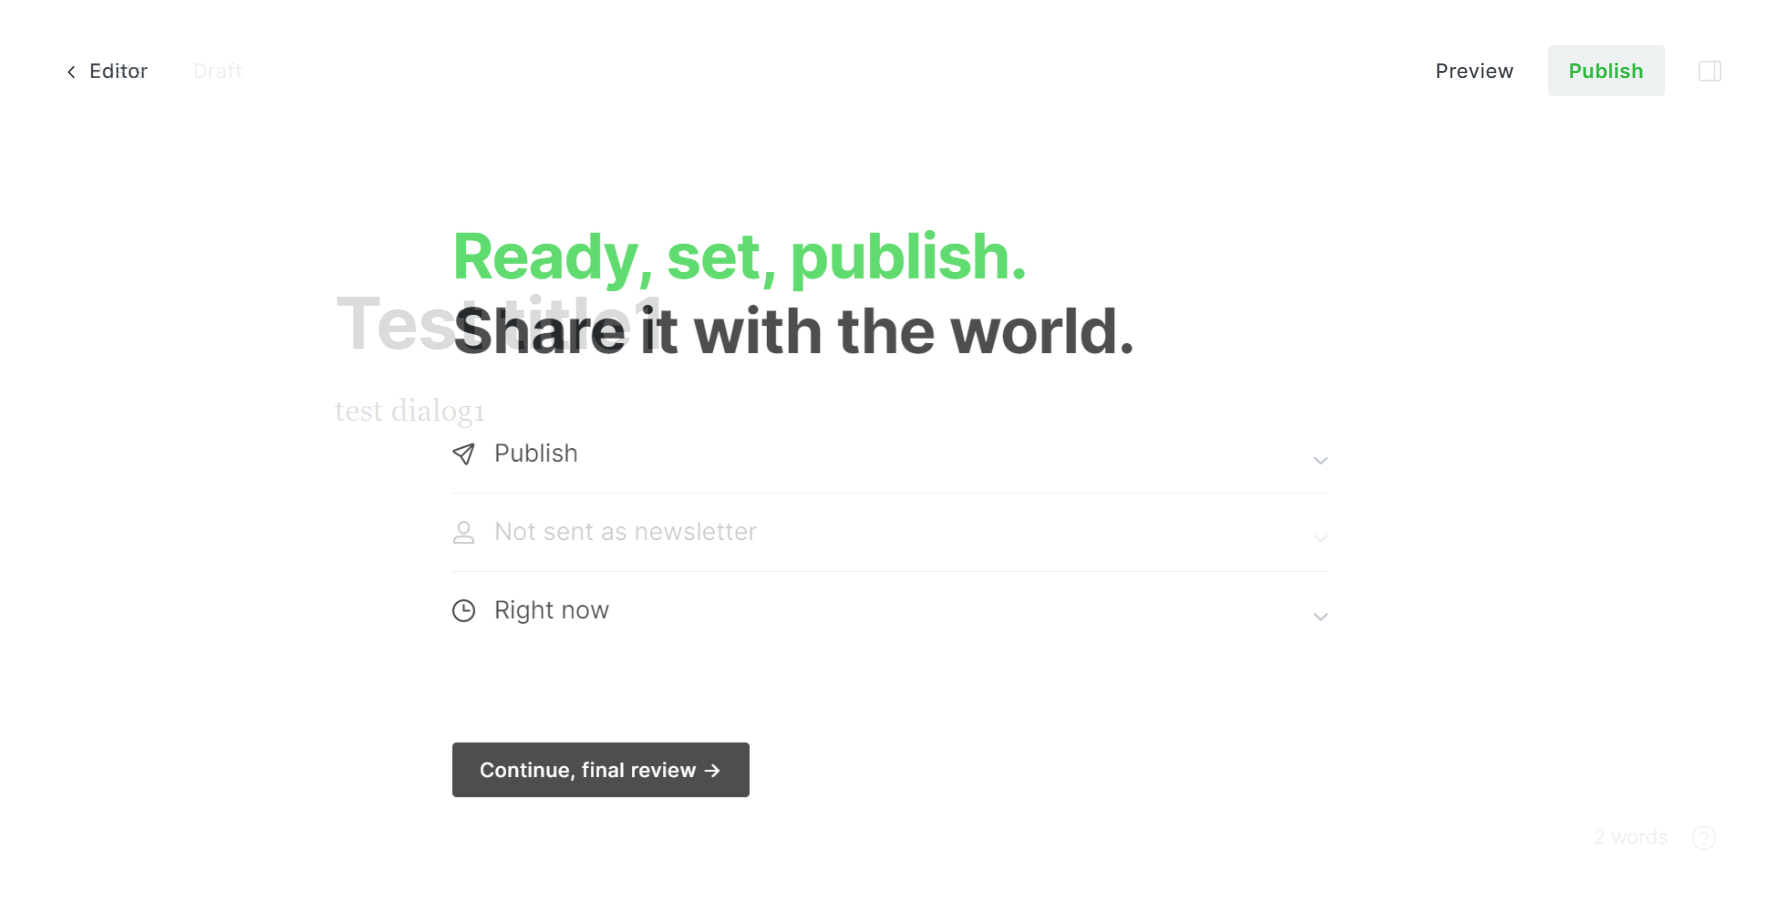 Editor
Draft
Preview
Publish
Ready, set, publish.
Test title1
Share it with the world.
test dialog1
Publish
Not sent as newsletter
Right now
Continue, final review →
2 words